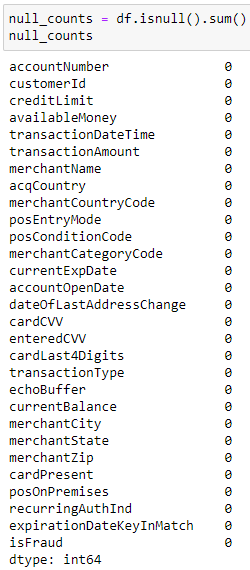 null_counts = df.isnull().sum()
null_counts
accountNumber 0
customerId 0
creditLimit 0
availableMoney 0
transactionDateTime 0
transactionAmount 0
merchantName 0
acqCountry 0
merchantCountryCode 0
posEntryMode 0
posConditionCode 0
merchantCategoryCode 0
currentExpDate 0
accountOpenDate 0
dateOfLastAddressChange 0
cardCVV 0
enteredCVV 0
cardLast4Digits 0
transactionType 0
echoBuffer 0
currentBalance 0
merchantCity 0
merchantState 0
merchantZip 0
cardPresent 0
posOnPremises 0
recurringAuthInd 0
expirationDateKeyInMatch 0
isFraud 0
dtype: int64